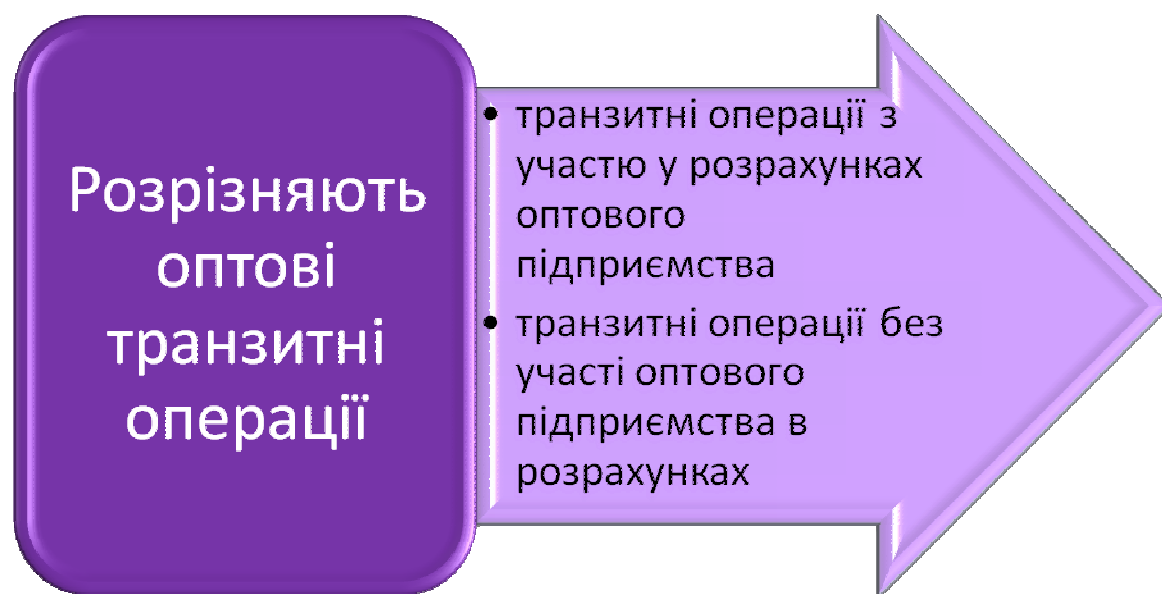 Розрізняють
оптові
транзитні
операції
• транзитні операції з
участю у розрахунках
оптового
підприємства
• транзитні операції без
участі оптового
підприємства в
розрахунках